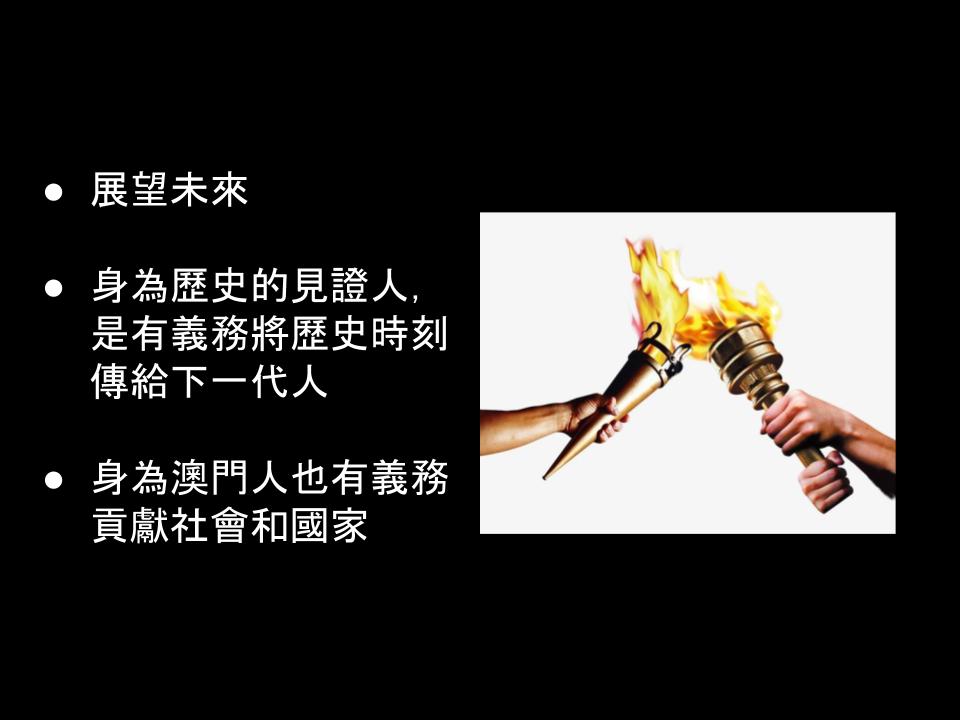 ● 展望未來
● 身為歷史的見證人,
是有義務將歷史時刻
傳給下一代人
● 身為澳門人也有義務
貢獻社會和國家